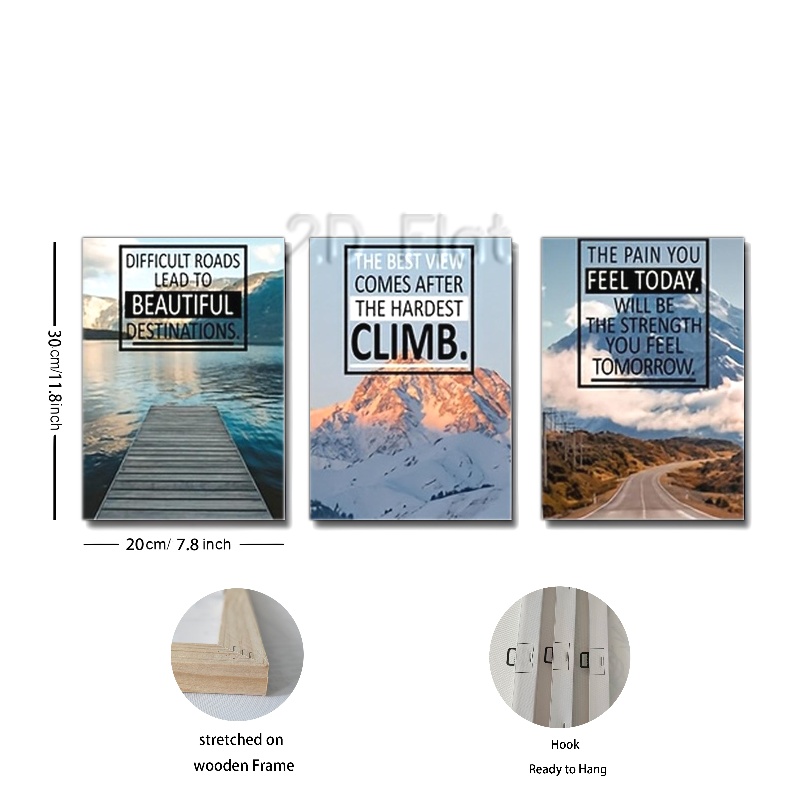 2D Flat
DIFFICULT ROADS
LEAD TO
BEAUTIFUL
DESTINATIONS.
THE BEST VIEW
COMES AFTER
THE HARDEST
CLIMB.
THE PAIN YOU
FEEL TODAY,
WILL BE
THE STRENGTH
YOU FEEL
TOMORROW.
30cm/11.8inch
20cm/ 7.8 inch
stretched on
wooden Frame
Hook
Ready to Hang